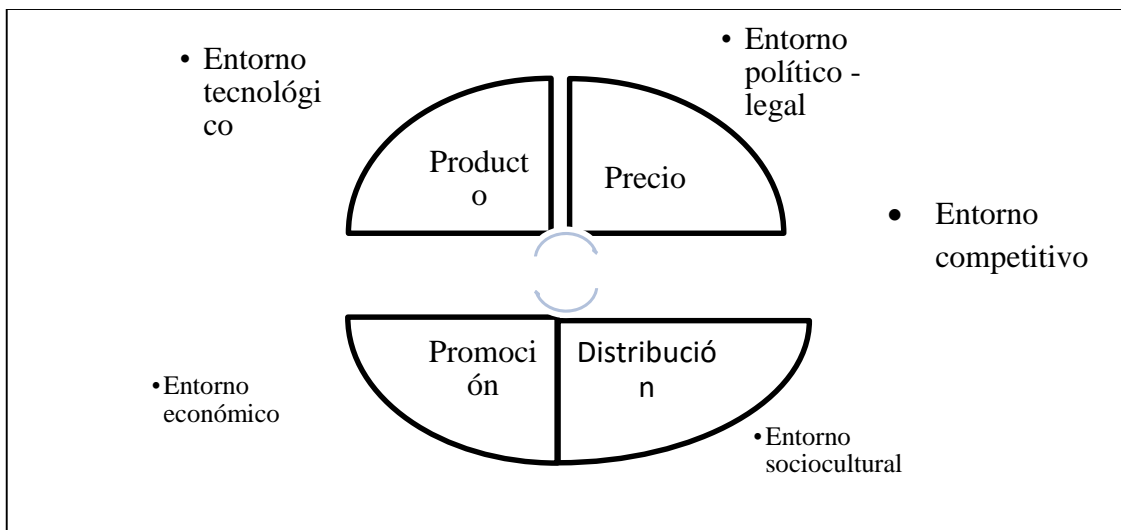 • Entorno
tecnológi
co
• Entorno
político -
legal
Product
o
Precio
• Entorno
competitivo
Promoci
ón
Distribució
n
• Entorno
económico
• Entorno
sociocultural